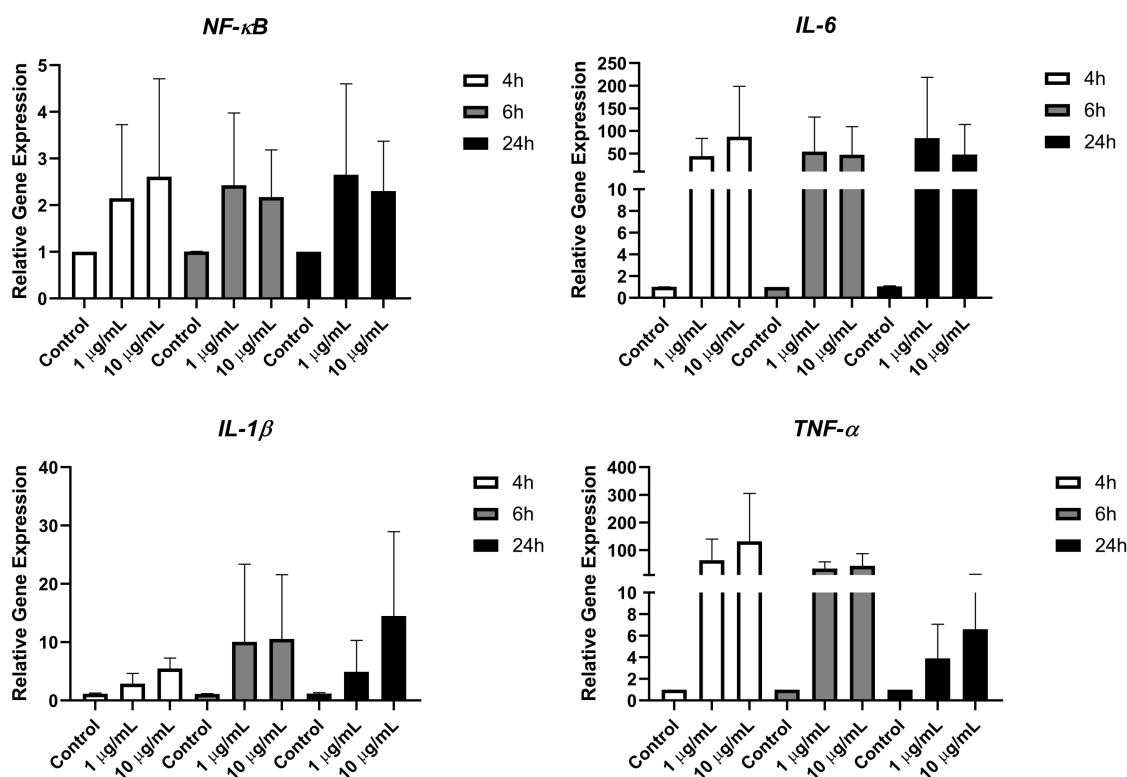 NF-κB
Relative Gene Expression
5
4
3
2
1
0
Control
1 μg/mL
10 μg/mL
Control
1 μg/mL
10 μg/mL
Control
1 μg/mL
10 μg/mL
4h
6h
24h
IL-6
Relative Gene Expression
250
200
150
100
50
10
8
6
4
2
0
Control
1 μg/mL
10 μg/mL
Control
1 μg/mL
10 μg/mL
Control
1 μg/mL
10 μg/mL
4h
6h
24h
IL-1β
Relative Gene Expression
40
30
20
10
0
Control
1 μg/mL
10 μg/mL
Control
1 μg/mL
10 μg/mL
Control
1 μg/mL
10 μg/mL
4h
6h
24h
TNF-α
Relative Gene Expression
400
300
200
100
10
8
6
4
2
0
Control
1 μg/mL
10 μg/mL
Control
1 μg/mL
10 μg/mL
Control
1 μg/mL
10 μg/mL
4h
6h
24h